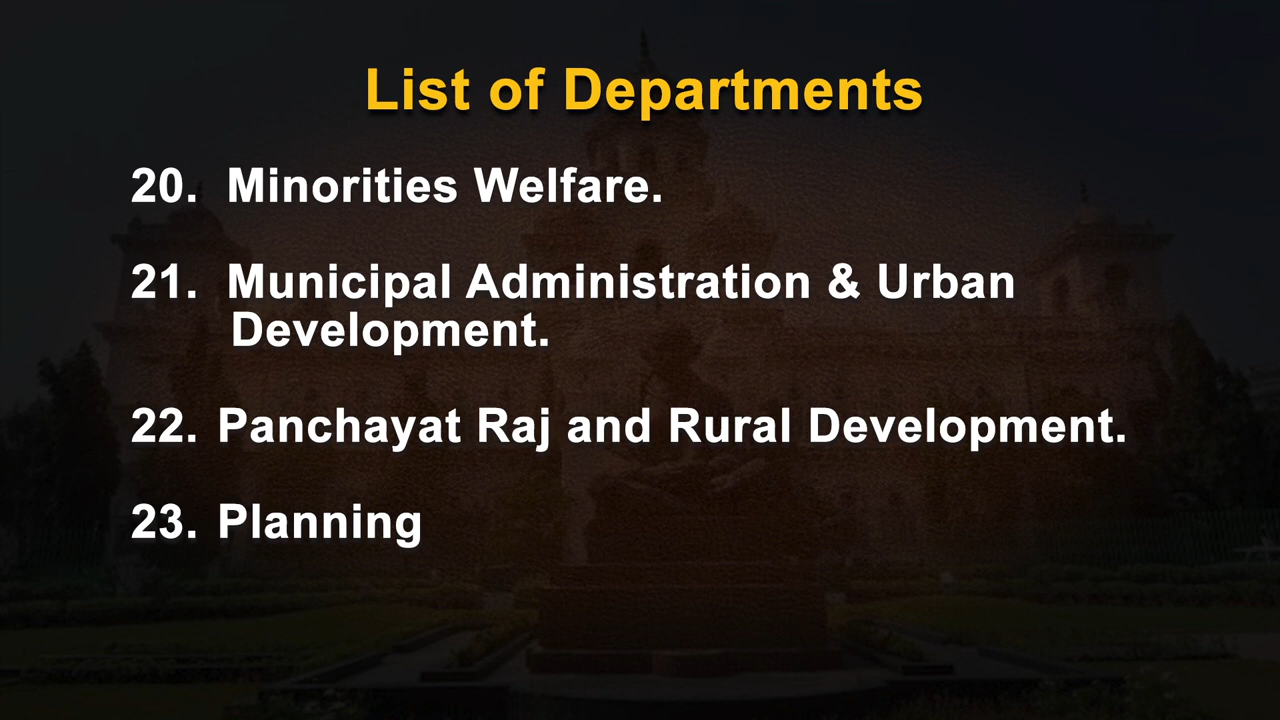 List of Departments
20. Minorities Welfare.
21. Municipal Administration & Urban
Development.
22. Panchayat Raj and Rural Development.
23. Planning